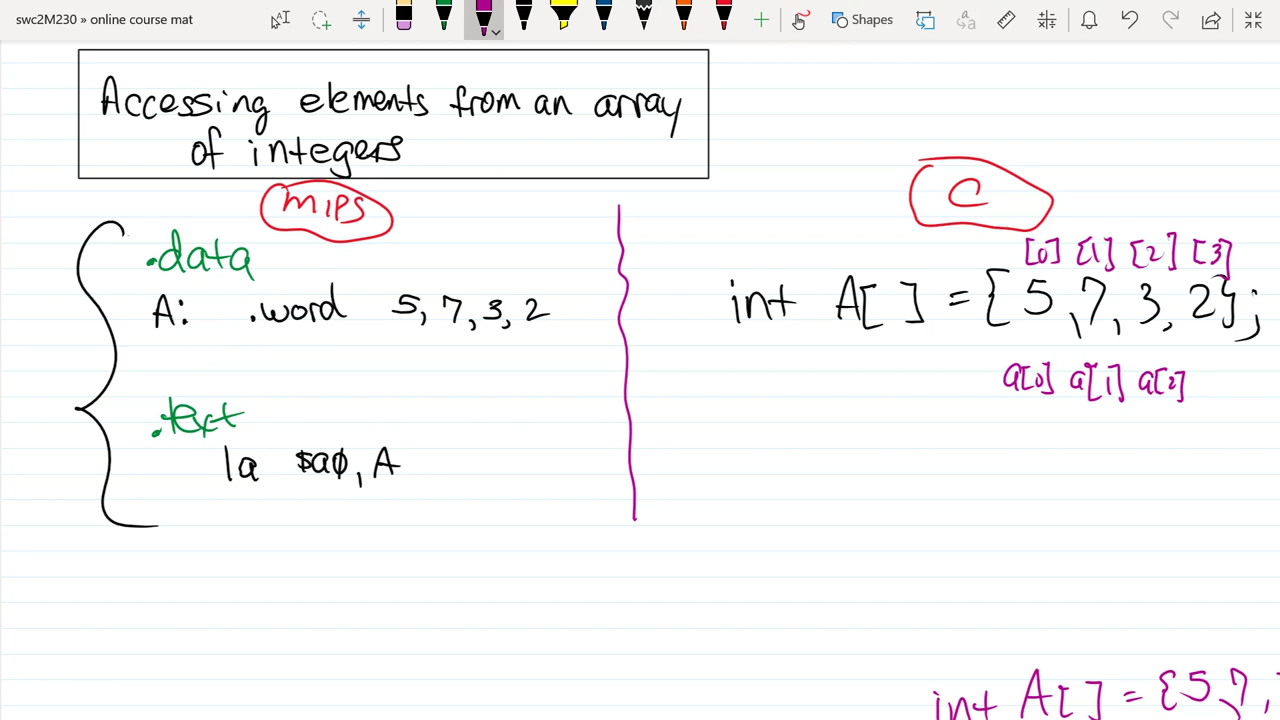 swc2M230 » online course mat
Shapes
Accessing elements from an array
of integers
MIPS
.data
A: .word 5, 7, 3, 2
.text
la $a0, A
C
[0] [1] [2] [3]
int A[ ] = { 5, 7, 3, 2};
a[0] a[1] a[2]
int A[ ] = {5,7,